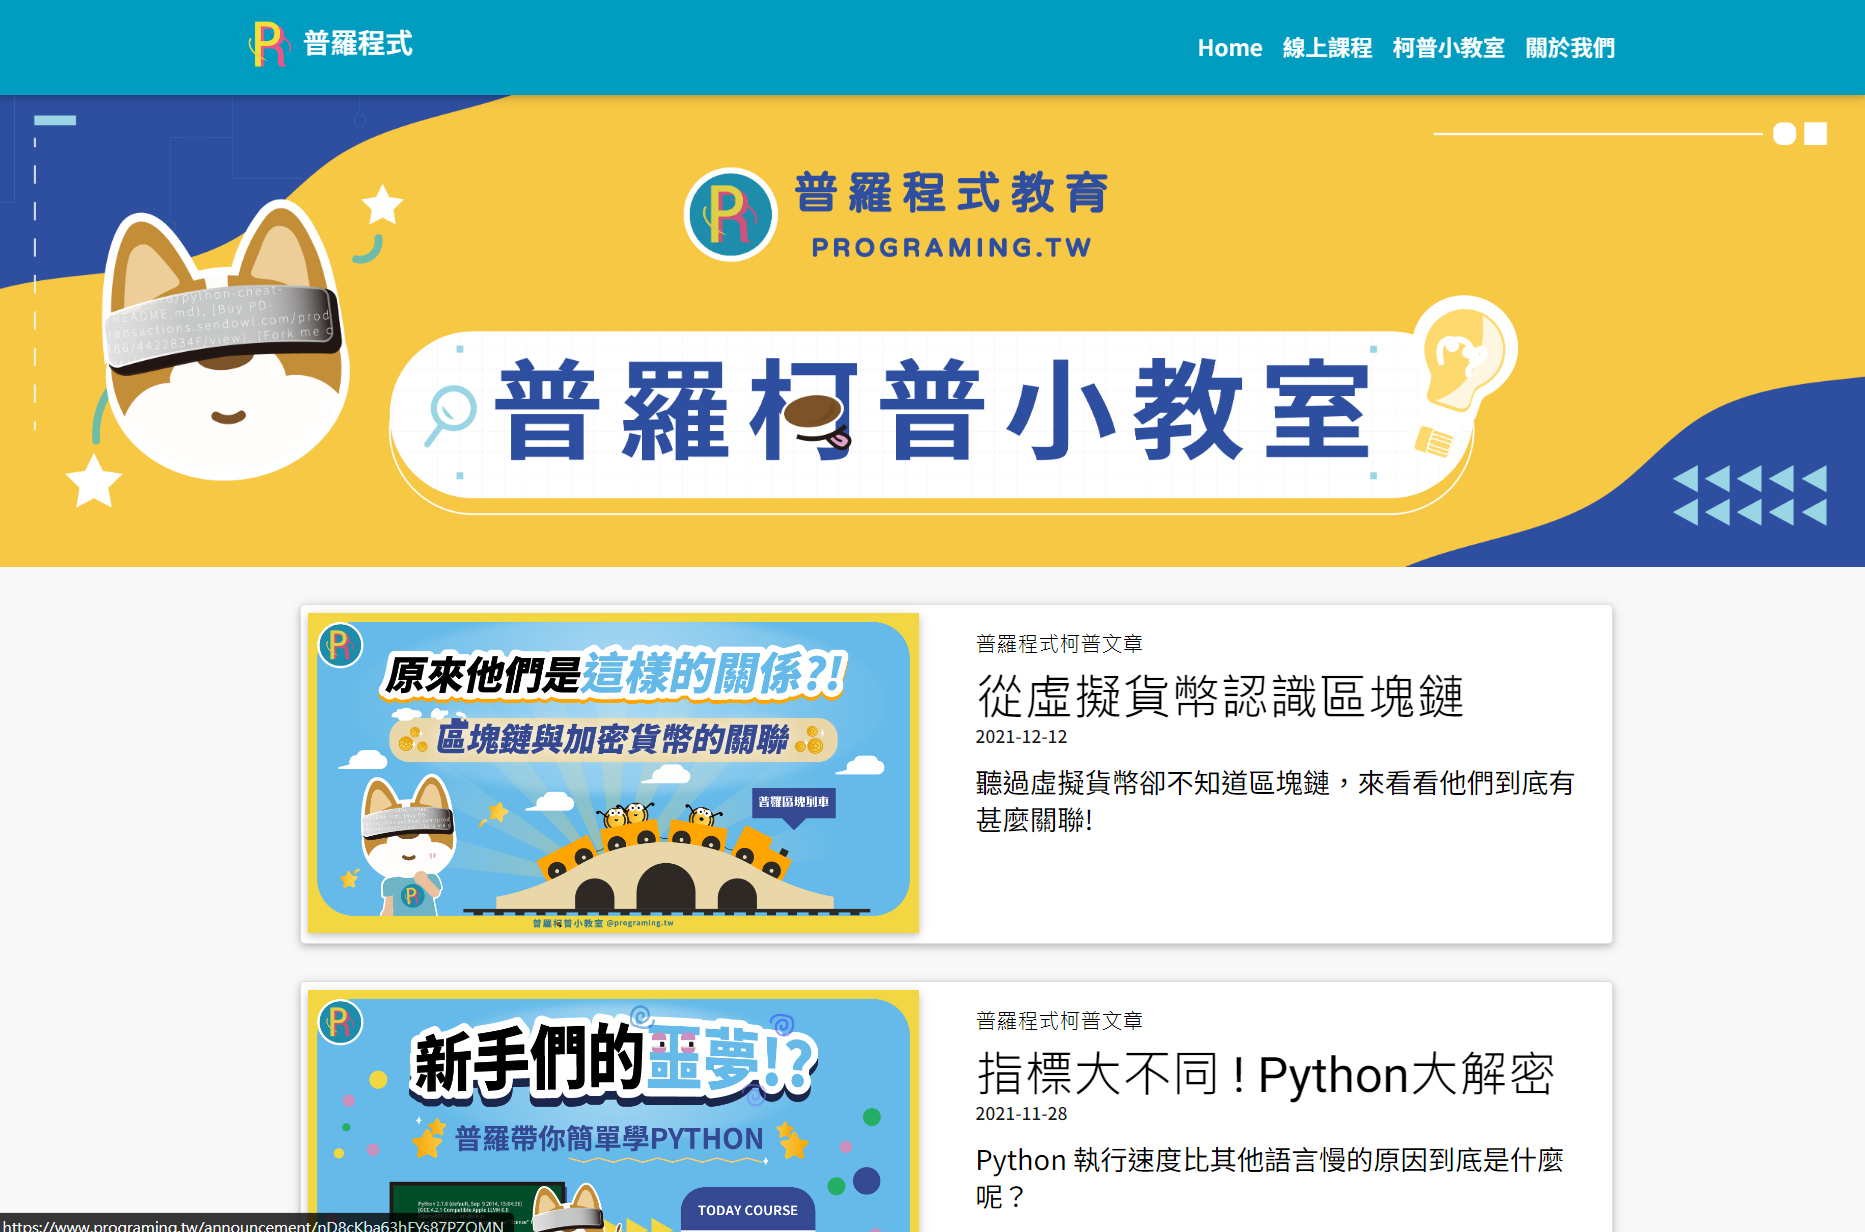 普羅程式
Home 線上課程 柯普小教室 關於我們
普羅程式教育
PROGRAMING.TW
普羅柯普小教室
原來他們是這樣的關係?!
區塊鏈與加密貨幣的關聯
普羅區塊列車
普羅柯普小教室 @programing.tw
普羅程式柯普文章
從虛擬貨幣認識區塊鏈
2021-12-12
聽過虛擬貨幣卻不知道區塊鏈，來看看他們到底有
甚麼關聯!
新手們的噩夢!?
普羅帶你簡單學PYTHON
TODAY COURSE
普羅程式柯普文章
指標大不同 ! Python大解密
2021-11-28
Python 執行速度比其他語言慢的原因到底是什麼
呢？
https://www.programing.tw/announcement/nD8cKba63hEYs87PZOMN